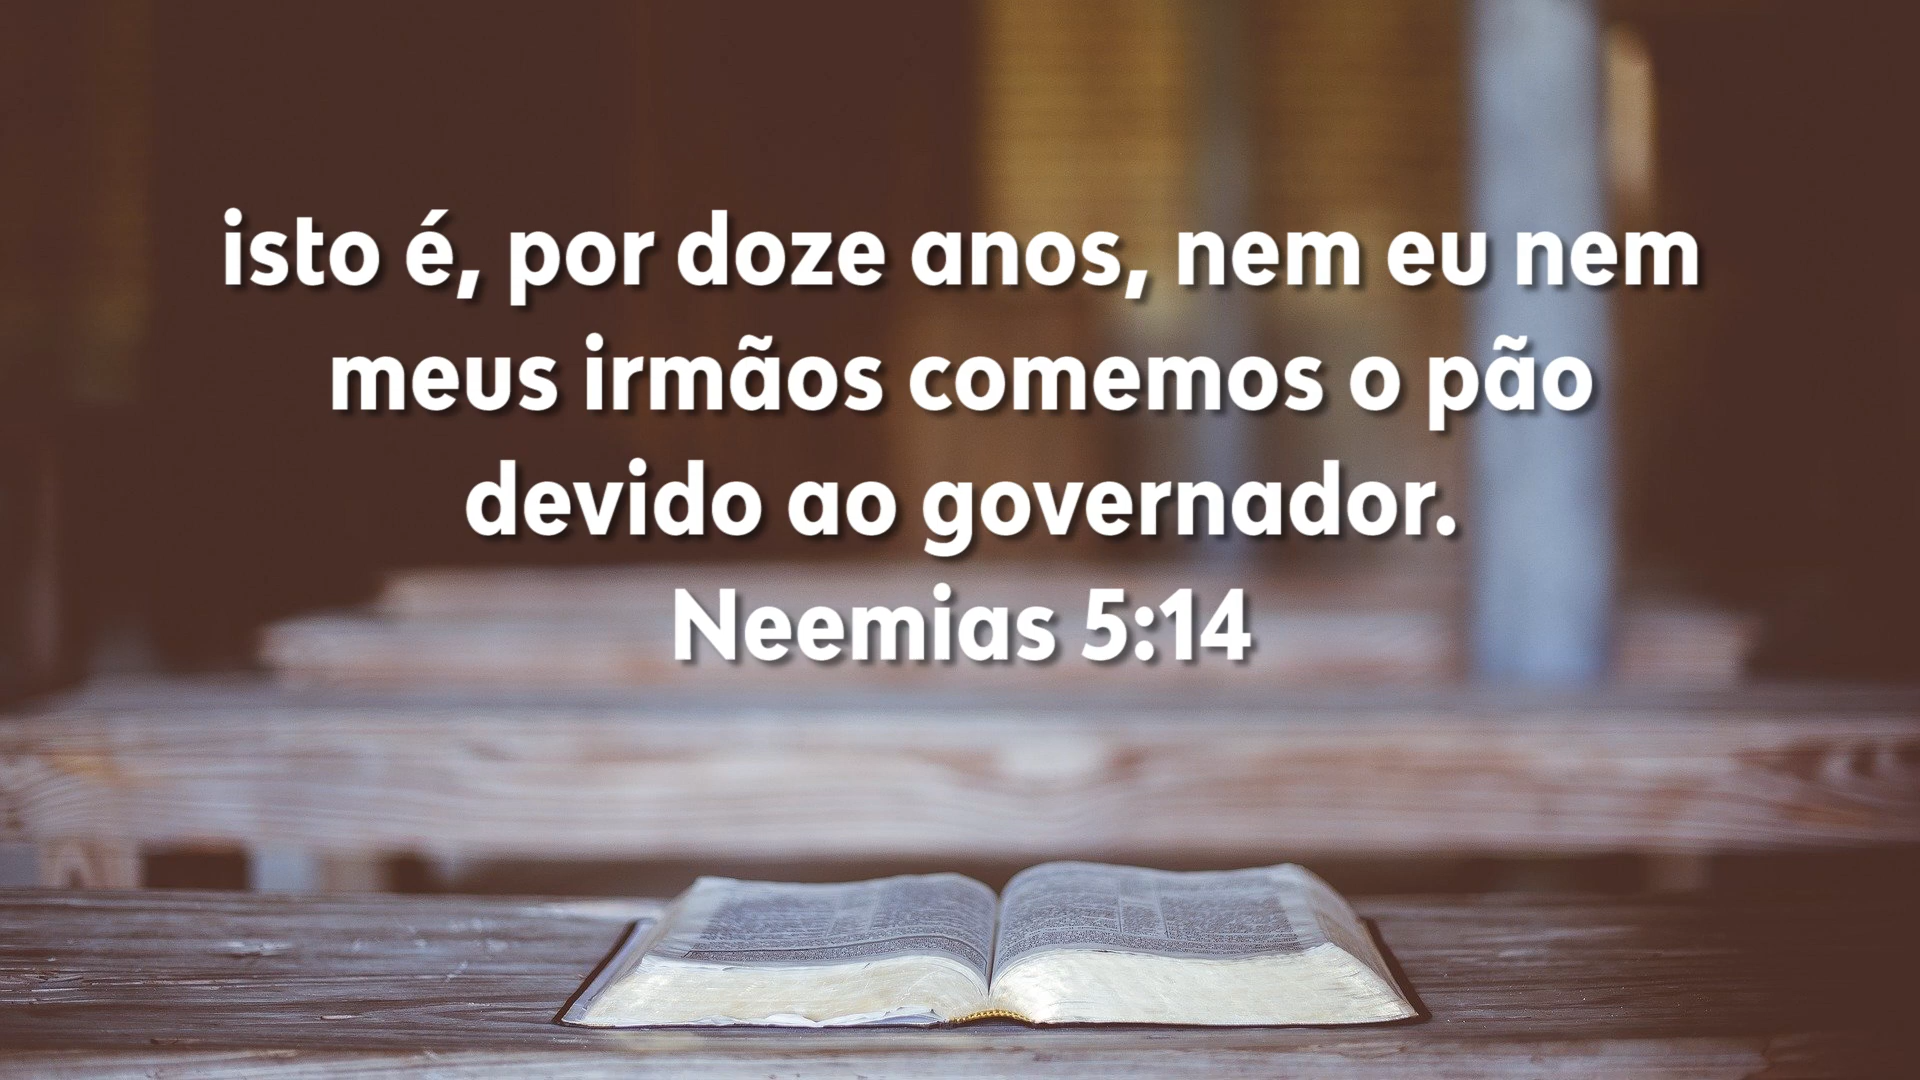 isto é, por doze anos, nem eu nem
meus irmãos comemos o pão
devido ao governador.
Neemias 5:14